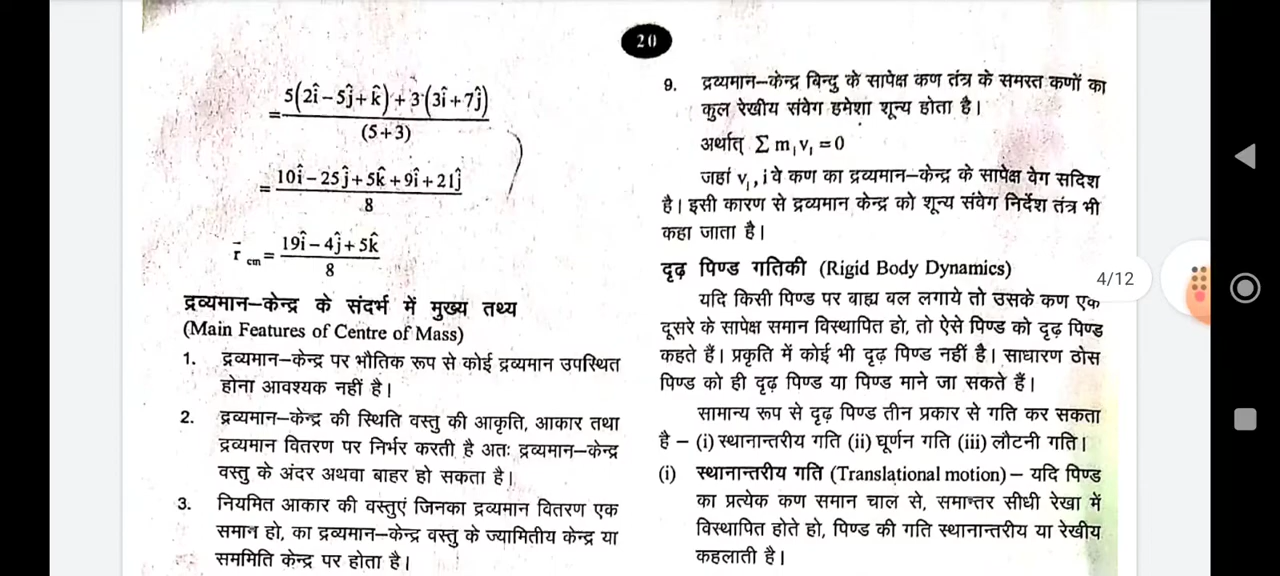 20
= 5(2î – 5ĵ + k̂) + 3 (3î + 7ĵ) / (5+3)
= 10î – 25ĵ + 5k̂ + 9î + 21ĵ / 8
r⃗ cm = 19î – 4ĵ + 5k̂ / 8
द्रव्यमान–केन्द्र के संदर्भ में मुख्य तथ्य
(Main Features of Centre of Mass)
1. द्रव्यमान–केन्द्र पर भौतिक रूप से कोई द्रव्यमान उपस्थित
होना आवश्यक नहीं है।
2. द्रव्यमान–केन्द्र की स्थिति वस्तु की आकृति, आकार तथा
द्रव्यमान वितरण पर निर्भर करती है अतः द्रव्यमान–केन्द्र
वस्तु के अंदर अथवा बाहर हो सकता है।
3. नियमित आकार की वस्तुएं जिनका द्रव्यमान वितरण एक
समान हो, का द्रव्यमान–केन्द्र वस्तु के ज्यामितीय केन्द्र या
सममिति केन्द्र पर होता है।
9. द्रव्यमान–केन्द्र बिन्दु के सापेक्ष कण तंत्र के समस्त कणों का
कुल रेखीय संवेग हमेशा शून्य होता है।
अर्थात् Σ mᵢvᵢ = 0
जहां vᵢ, i वे कण का द्रव्यमान–केन्द्र के सापेक्ष वेग सदिश
है। इसी कारण से द्रव्यमान केन्द्र को शून्य संवेग निर्देश तंत्र भी
कहा जाता है।
दृढ़ पिण्ड गतिकी (Rigid Body Dynamics)
यदि किसी पिण्ड पर बाह्य बल लगाये तो उसके कण एक
दूसरे के सापेक्ष समान विस्थापित हो, तो ऐसे पिण्ड को दृढ़ पिण्ड
कहते हैं। प्रकृति में कोई भी दृढ़ पिण्ड नहीं है। साधारण ठोस
पिण्ड को ही दृढ़ पिण्ड या पिण्ड माने जा सकते हैं।
सामान्य रूप से दृढ़ पिण्ड तीन प्रकार से गति कर सकता
है – (i) स्थानान्तरीय गति (ii) घूर्णन गति (iii) लौटनी गति।
(i) स्थानान्तरीय गति (Translational motion) – यदि पिण्ड
का प्रत्येक कण समान चाल से, समान्तर सीधी रेखा में
विस्थापित होते हो, पिण्ड की गति स्थानान्तरीय या रेखीय
कहलाती है।
4/12